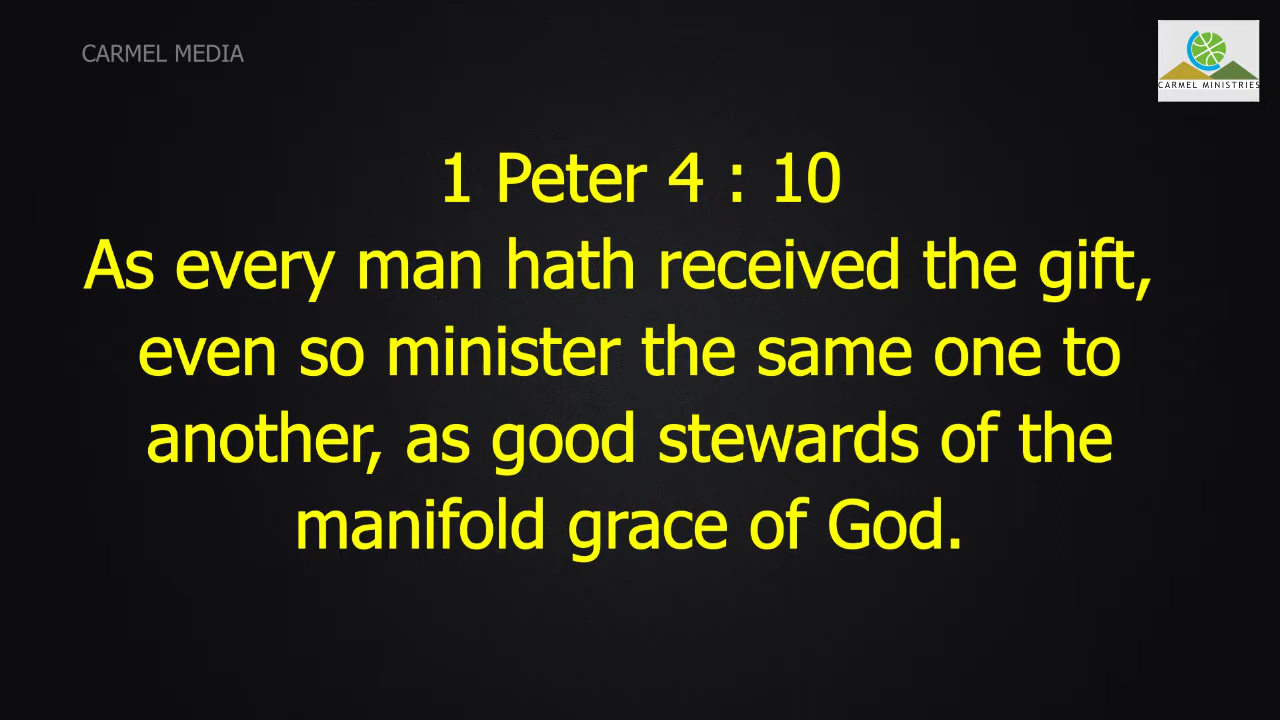 CARMEL MEDIA
CARMEL MINISTRIES
1 Peter 4 : 10
As every man hath received the gift,
even so minister the same one to
another, as good stewards of the
manifold grace of God.